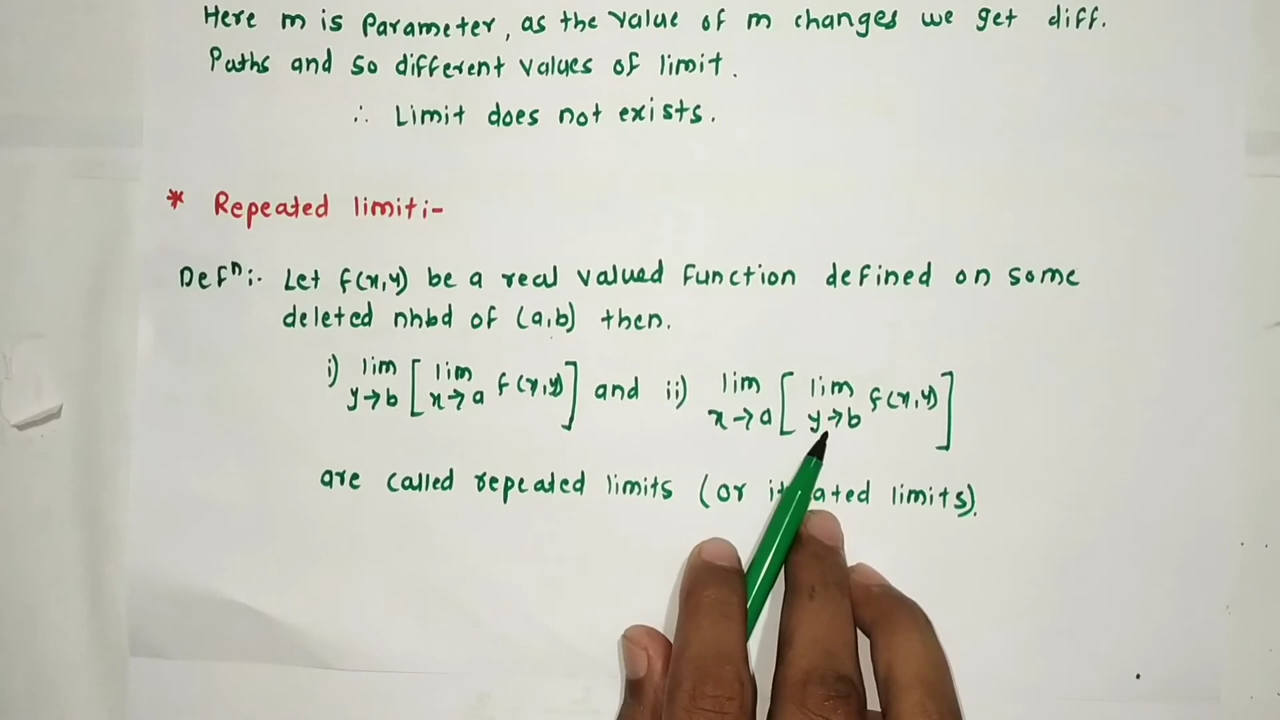 Here m is Parameter, as the value of m changes we get diff.
Paths and so different values of limit.
∴ Limit does not exists.
* Repeated limit:-
Defⁿ:- Let f(x,y) be a real valued function defined on some
deleted nhbd of (a,b) then.
i) lim y→b [ lim x→a f(x,y) ] and ii) lim x→a [ lim y→b f(x,y) ]
are called repeated limits (or limits).